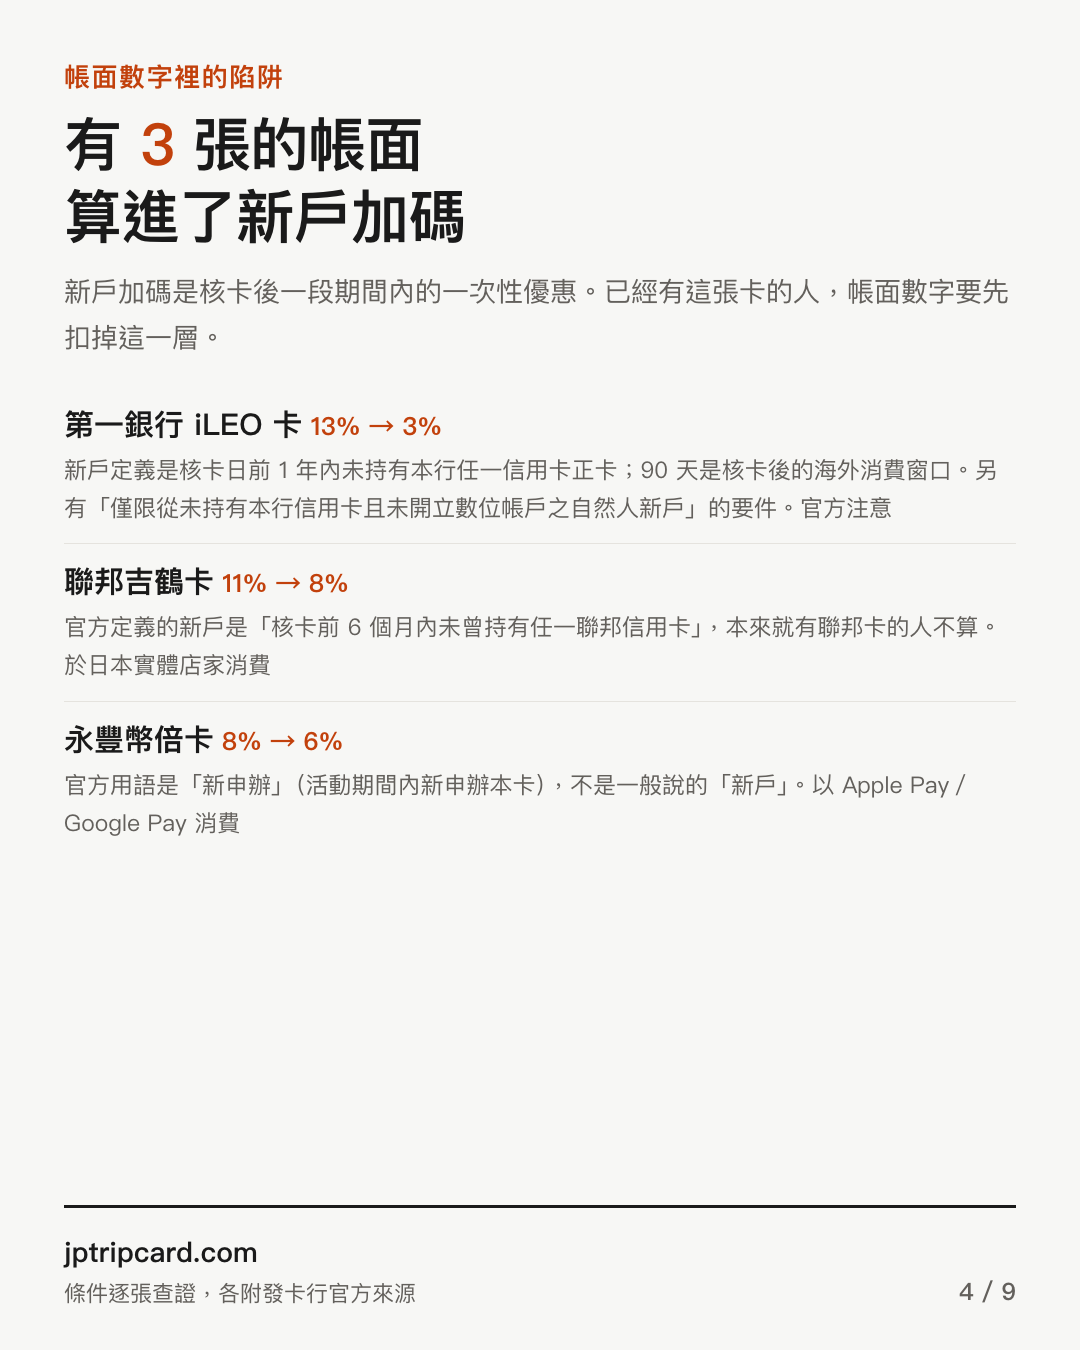 帳面數字裡的陷阱
有 3 張的帳面
算進了新戶加碼
新戶加碼是核卡後一段期間內的一次性優惠。已經有這張卡的人，帳面數字要先
扣掉這一層。
第一銀行 iLEO 卡 13% → 3%
新戶定義是核卡日前 1 年內未持有本行任一信用卡正卡；90 天是核卡後的海外消費窗口。另
有「僅限從未持有本行信用卡且未開立數位帳戶之自然人新戶」的要件。官方注意
聯邦吉鶴卡 11% → 8%
官方定義的新戶是「核卡前 6 個月內未曾持有任一聯邦信用卡」，本來就有聯邦卡的人不算。
於日本實體店家消費
永豐幣倍卡 8% → 6%
官方用語是「新申辦」（活動期間內新申辦本卡），不是一般說的「新戶」。以 Apple Pay /
Google Pay 消費
jptripcard.com
條件逐張查證，各附發卡行官方來源
4 / 9